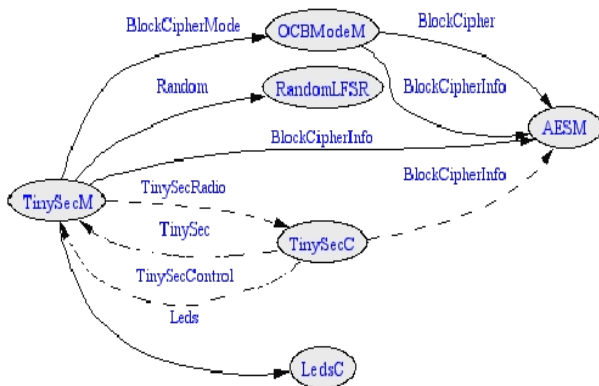 BlockCipherMode
OCBModeM
BlockCipher
Random
RandomLFSR
BlockCipherInfo
BlockCipherInfo
AESM
BlockCipherInfo
TinySecM
TinySecRadio
TinySec
TinySecC
TinySecControl
Leds
LedsC